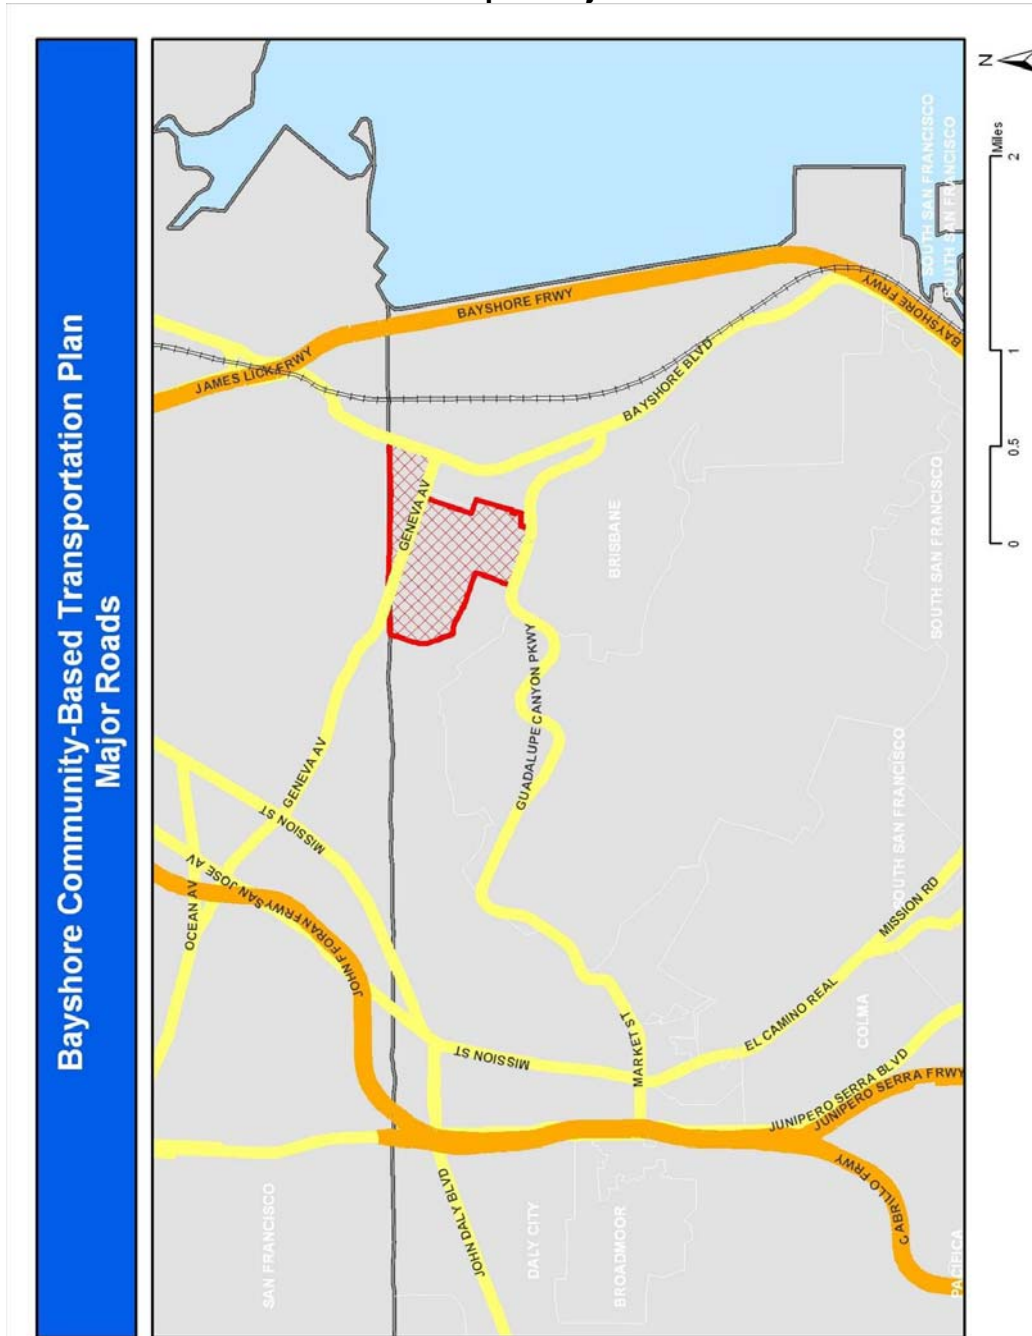 Bayshore Community-Based Transportation Plan
Major Roads
N
Miles
0
0.5
1
2
SAN FRANCISCO
OCEAN AV
SAN JOSE AV
JOHN F FORAN FRWY
MISSION ST
GENEVA AV
JAMES LICK FRWY
BAYSHORE FRWY
GENEVA AV
JOHN DALY BLVD
MISSION ST
GUADALUPE CANYON PKWY
BAYSHORE BLVD
DALY CITY
BROADMOOR
MARKET ST
BRISBANE
EL CAMINO REAL
JUNIPERO SERRA BLVD
JUNIPERO SERRA FRWY
CABRILLO FRWY
COLMA
MISSION RD
SOUTH SAN FRANCISCO
SOUTH SAN FRANCISCO
BAYSHORE FRWY
SOUTH SAN FRANCISCO
SOUTH SAN FRANCISCO
PACIFICA